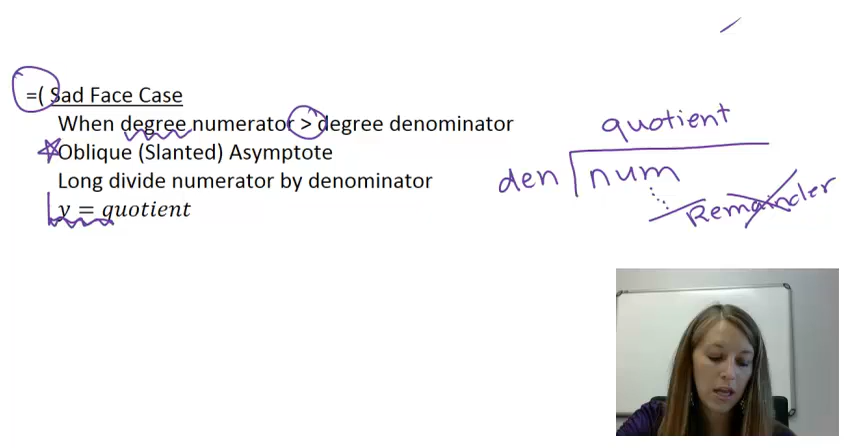 =( Sad Face Case
When degree numerator > degree denominator
Oblique (Slanted) Asymptote
Long divide numerator by denominator
y = quotient
quotient
den num
Remainder